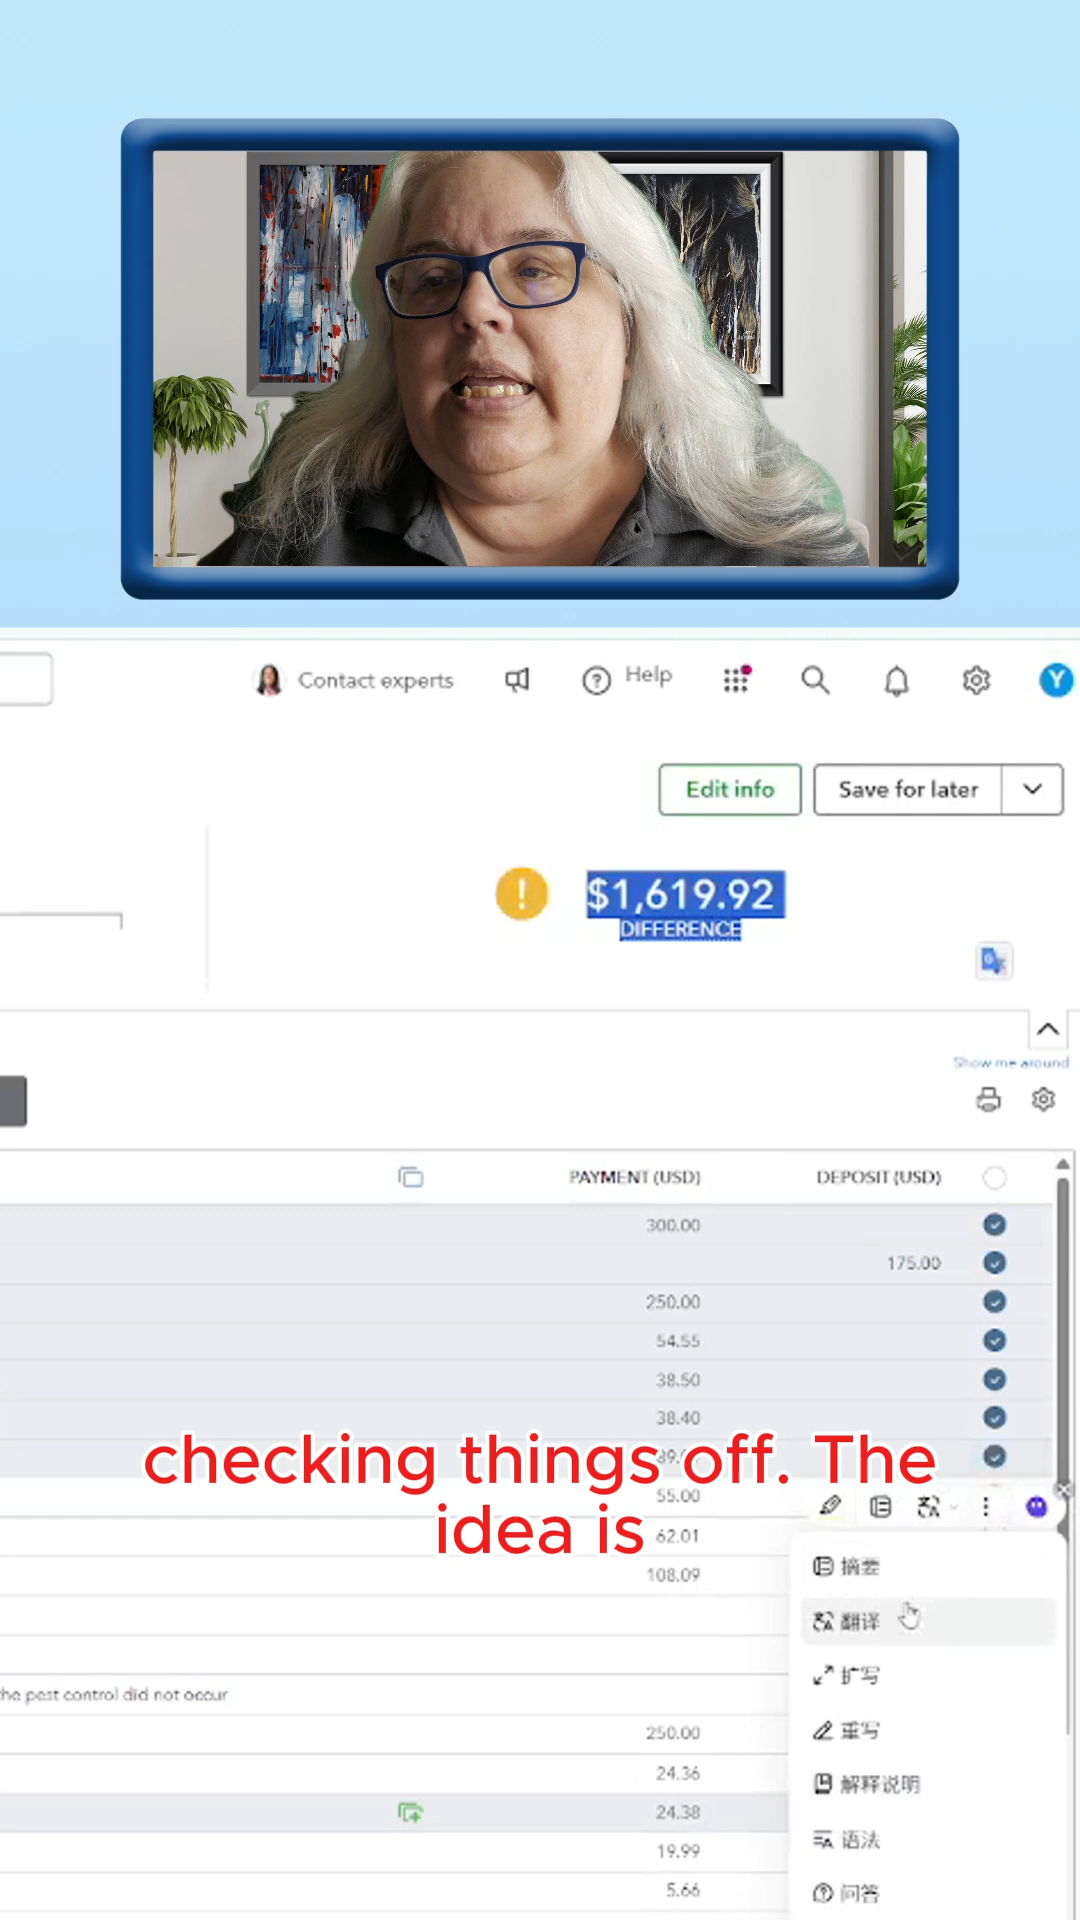 Contact experts
Help
Y
Edit info
Save for later
$1,619.92
DIFFERENCE
Show me around
PAYMENT (USD)
DEPOSIT (USD)
300.00
175.00
250.00
54.55
38.50
38.40
checking things off. The
55.00
idea is
62.01
108.09
摘要
翻译
扩写
the pest control did not occur
重写
250.00
24.36
解释说明
24.38
语法
19.99
5.66
问答